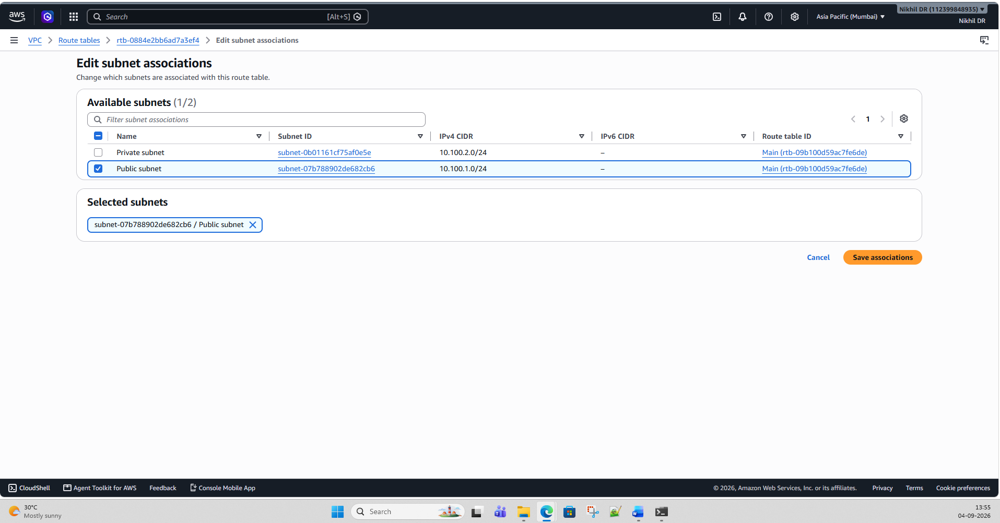 aws
Search [Alt+S]
Asia Pacific (Mumbai) ▼
Nikhil DR (112399848935) ▼
Nikhil DR
VPC > Route tables > rtb-0884e2bb6ad7a3ef4 > Edit subnet associations
Edit subnet associations
Change which subnets are associated with this route table.
Available subnets (1/2)
Filter subnet associations
1
Name Subnet ID IPv4 CIDR IPv6 CIDR Route table ID
Private subnet subnet-0b01161cf75af0e5e 10.100.2.0/24 – Main (rtb-09b100d59ac7fe6de)
Public subnet subnet-07b788902de682cb6 10.100.1.0/24 – Main (rtb-09b100d59ac7fe6de)
Selected subnets
subnet-07b788902de682cb6 / Public subnet
Cancel Save associations
CloudShell Agent Toolkit for AWS Feedback Console Mobile App © 2026, Amazon Web Services, Inc. or its affiliates. Privacy Terms Cookie preferences
30°C
Mostly sunny
Search
13:55
04-09-2026